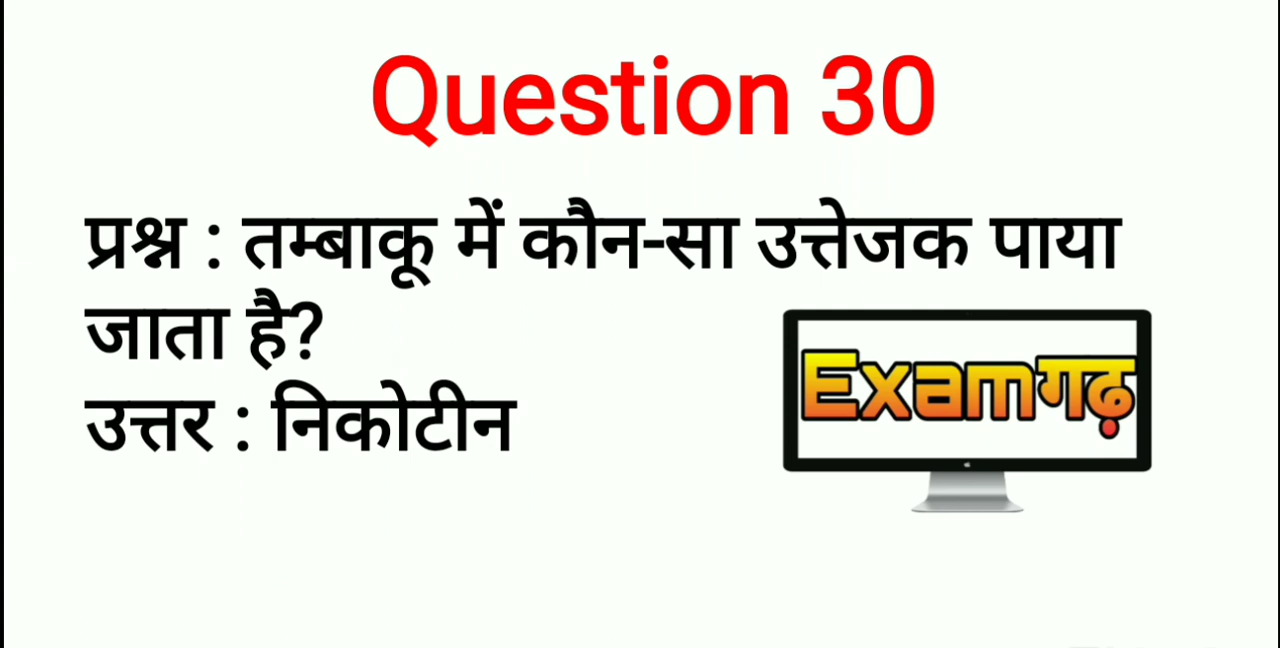 Question 30
प्रश्न : तम्बाकू में कौन-सा उत्तेजक पाया
जाता है?
उत्तर : निकोटीन
Examगढ़